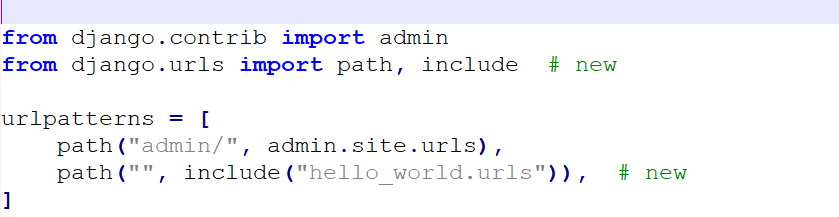 from django.contrib import admin
from django.urls import path, include  # new
urlpatterns = [
    path("admin/", admin.site.urls),
    path("", include("hello_world.urls")),  # new
]